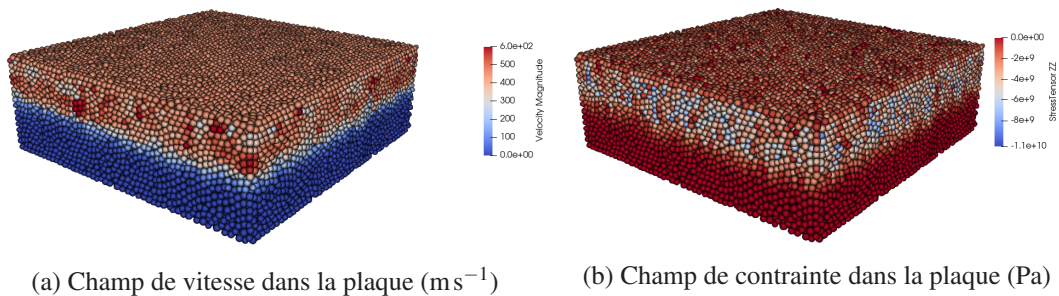 6.0e+02
500
400
300
200
100
0.0e+00
Velocity Magnitude
0.0e+00
-2e+9
-4e+9
-6e+9
-8e+9
-1.1e+10
StressTensor ZZ
(a) Champ de vitesse dans la plaque (m s⁻¹)
(b) Champ de contrainte dans la plaque (Pa)